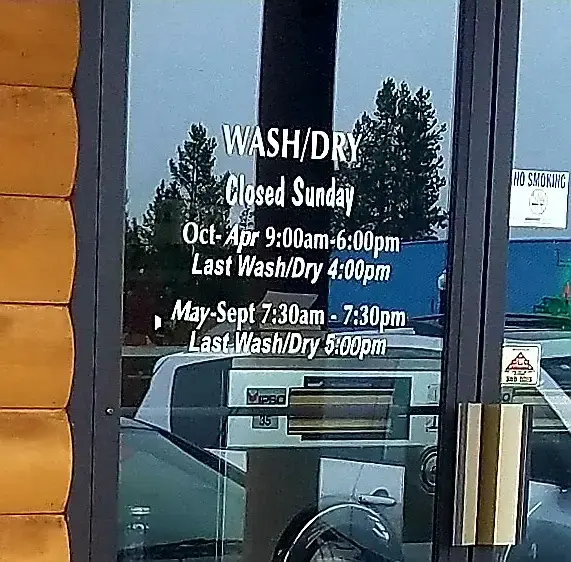 WASH/DRY
Closed Sunday
Oct-Apr 9:00am-6:00pm
Last Wash/Dry 4:00pm
May-Sept 7:30am - 7:30pm
Last Wash/Dry 5:00pm
NO SMOKING